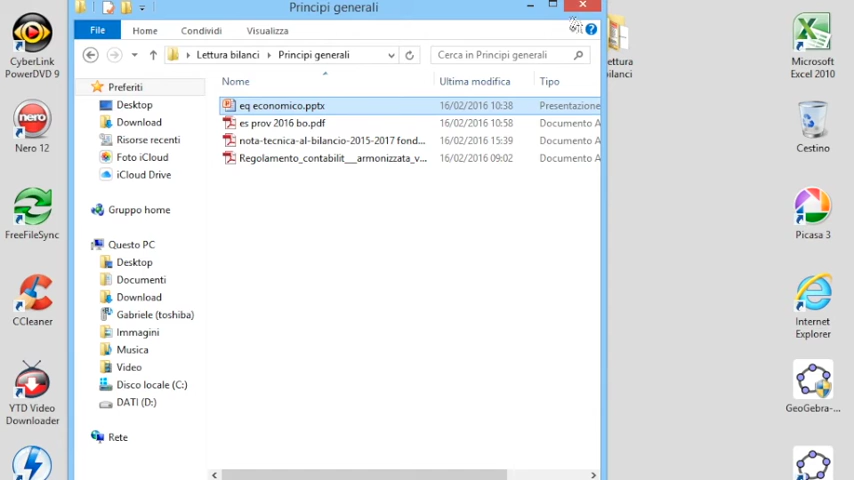 Principi generali
File
Home
Condividi
Visualizza
?
Lettura bilanci
Principi generali
Cerca in Principi generali
Nome
Ultima modifica
Tipo
eq economico.pptx
16/02/2016 10:38
Presentazione
es prov 2016 bo.pdf
16/02/2016 10:58
Documento A
nota-tecnica-al-bilancio-2015-2017 fond...
16/02/2016 15:39
Documento A
Regolamento_contabilit__armonizzata_v...
16/02/2016 09:02
Documento A
Preferiti
Desktop
Download
Risorse recenti
Foto iCloud
iCloud Drive
Gruppo home
Questo PC
Desktop
Documenti
Download
Gabriele (toshiba)
Immagini
Musica
Video
Disco locale (C:)
DATI (D:)
Rete
CyberLink
PowerDVD 9
nero
Nero 12
FreeFileSync
CCleaner
YTD Video
Downloader
bilanci
Microsoft
Excel 2010
Cestino
Picasa 3
Internet
Explorer
GeoGebra-...